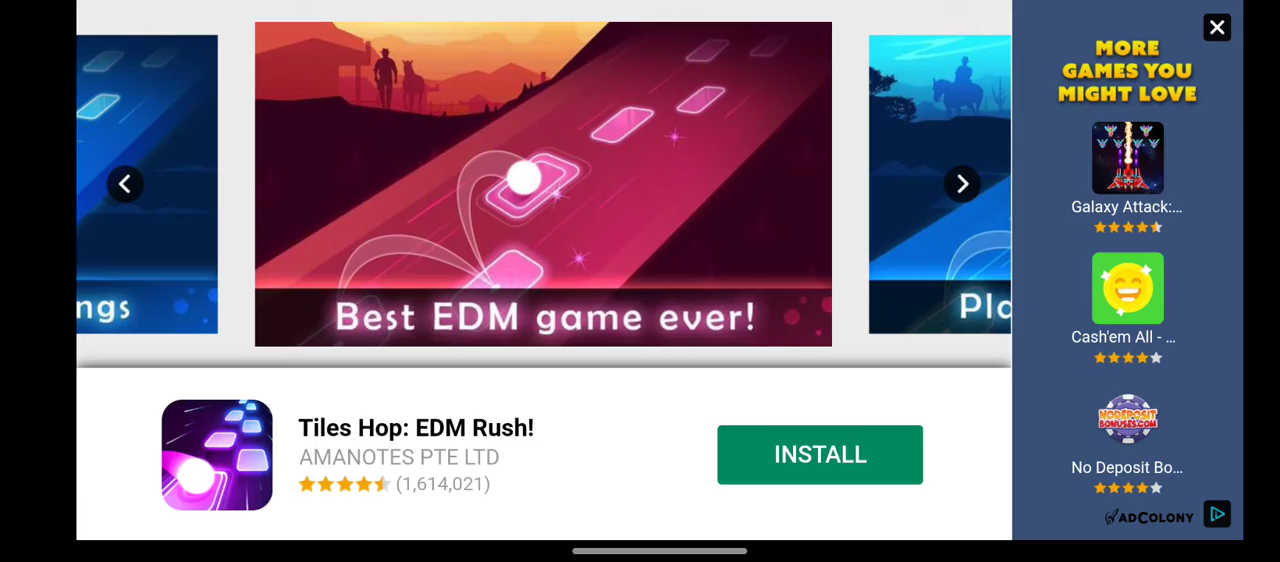 ngs
Best EDM game ever!
Pla
Tiles Hop: EDM Rush!
AMANOTES PTE LTD
(1,614,021)
INSTALL
MORE
GAMES YOU
MIGHT LOVE
Galaxy Attack:...
Cash'em All - ...
NODEPOSIT
BONUSES.COM
No Deposit Bo...
ADCOLONY